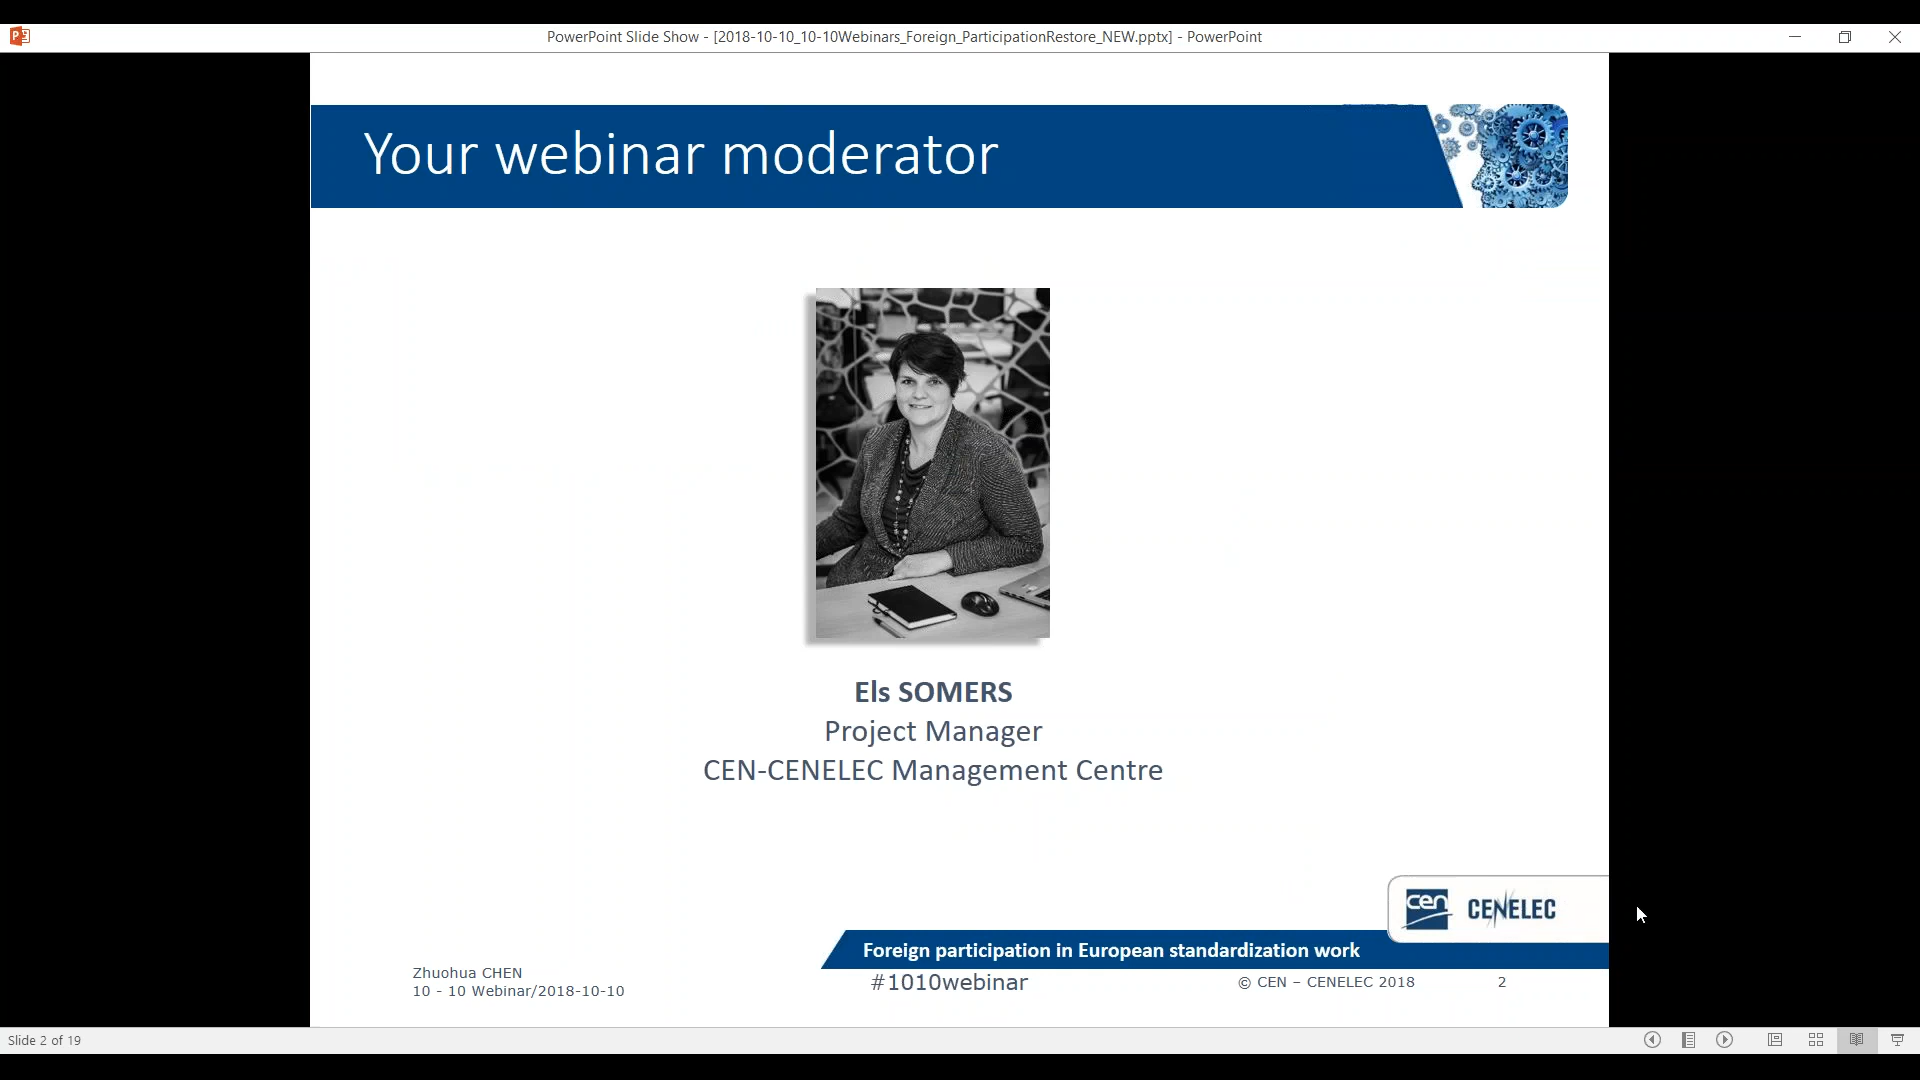 PowerPoint Slide Show - [2018-10-10_10-10Webinars_Foreign_ParticipationRestore_NEW.pptx] - PowerPoint
Your webinar moderator
Els SOMERS
Project Manager
CEN-CENELEC Management Centre
cen CENELEC
Foreign participation in European standardization work
Zhuohua CHEN
10 - 10 Webinar/2018-10-10
#1010webinar
© CEN – CENELEC 2018
2
Slide 2 of 19